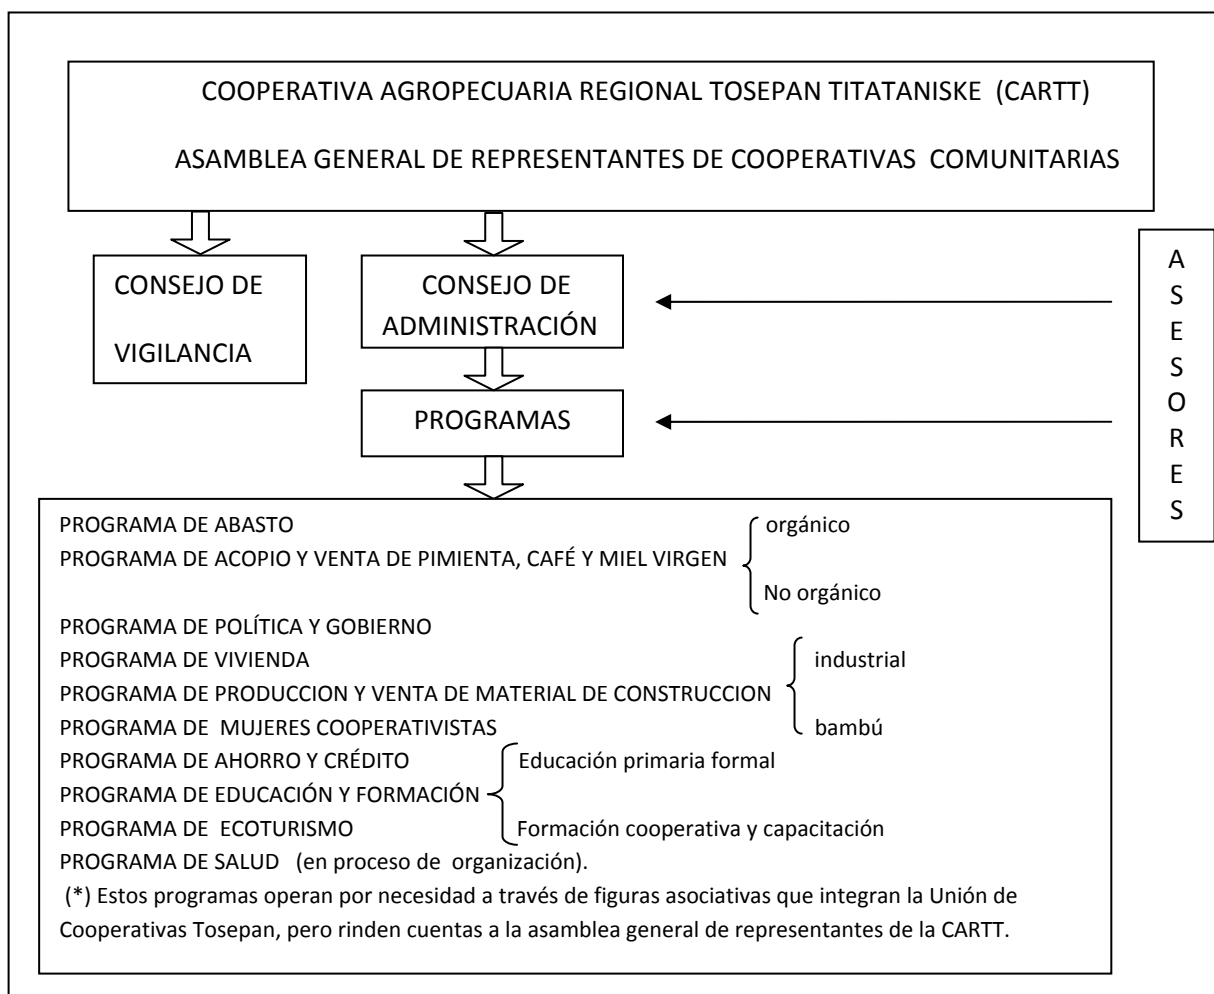 COOPERATIVA AGROPECUARIA REGIONAL TOSEPAN TITATANISKE (CARTT)
ASAMBLEA GENERAL DE REPRESENTANTES DE COOPERATIVAS COMUNITARIAS
CONSEJO DE
VIGILANCIA
CONSEJO DE
ADMINISTRACIÓN
PROGRAMAS
A
S
E
S
O
R
E
S
PROGRAMA DE ABASTO
orgánico
PROGRAMA DE ACOPIO Y VENTA DE PIMIENTA, CAFÉ Y MIEL VIRGEN
No orgánico
PROGRAMA DE POLÍTICA Y GOBIERNO
PROGRAMA DE VIVIENDA
industrial
PROGRAMA DE PRODUCCION Y VENTA DE MATERIAL DE CONSTRUCCION
PROGRAMA DE MUJERES COOPERATIVISTAS
bambú
PROGRAMA DE AHORRO Y CRÉDITO
Educación primaria formal
PROGRAMA DE EDUCACIÓN Y FORMACIÓN
PROGRAMA DE ECOTURISMO
Formación cooperativa y capacitación
PROGRAMA DE SALUD (en proceso de organización).
(*) Estos programas operan por necesidad a través de figuras asociativas que integran la Unión de
Cooperativas Tosepan, pero rinden cuentas a la asamblea general de representantes de la CARTT.